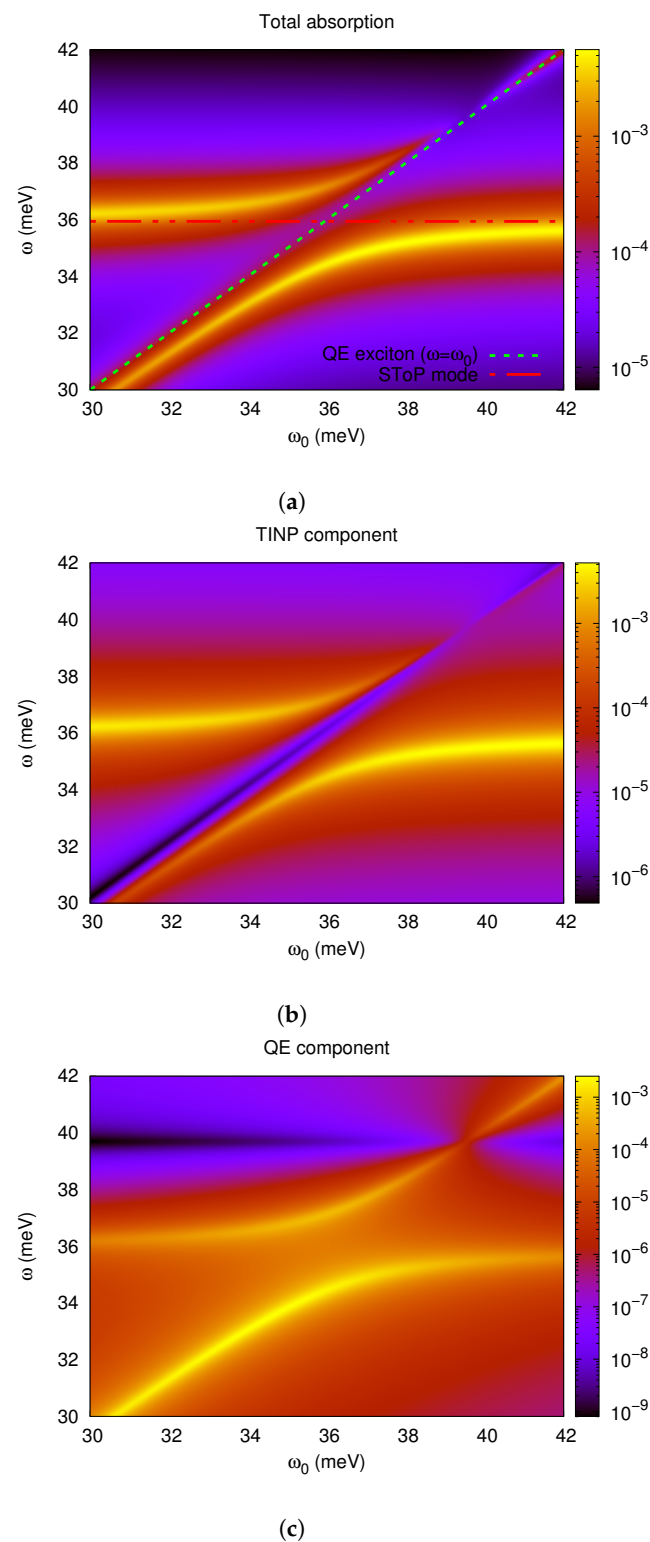 Total absorption
42
40
38
36
34
32
30
ω (meV)
30 32 34 36 38 40 42
ω₀ (meV)
QE exciton (ω=ω₀)
SToP mode
10⁻³
10⁻⁴
10⁻⁵
(a)
TINP component
42
40
38
36
34
32
30
ω (meV)
30 32 34 36 38 40 42
ω₀ (meV)
10⁻³
10⁻⁴
10⁻⁵
10⁻⁶
(b)
QE component
42
40
38
36
34
32
30
ω (meV)
30 32 34 36 38 40 42
ω₀ (meV)
10⁻³
10⁻⁴
10⁻⁵
10⁻⁶
10⁻⁷
10⁻⁸
10⁻⁹
(c)